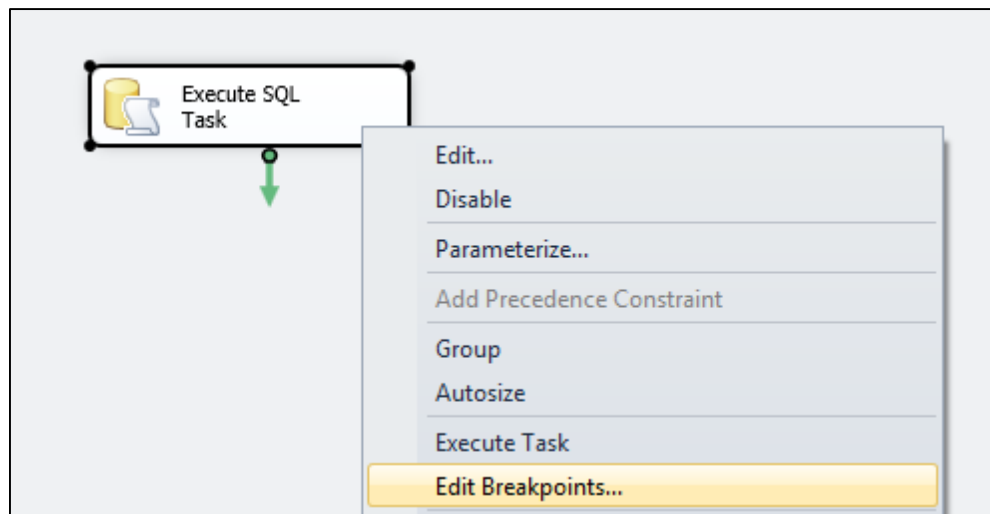 Execute SQL
Task
Edit...
Disable
Parameterize...
Add Precedence Constraint
Group
Autosize
Execute Task
Edit Breakpoints...